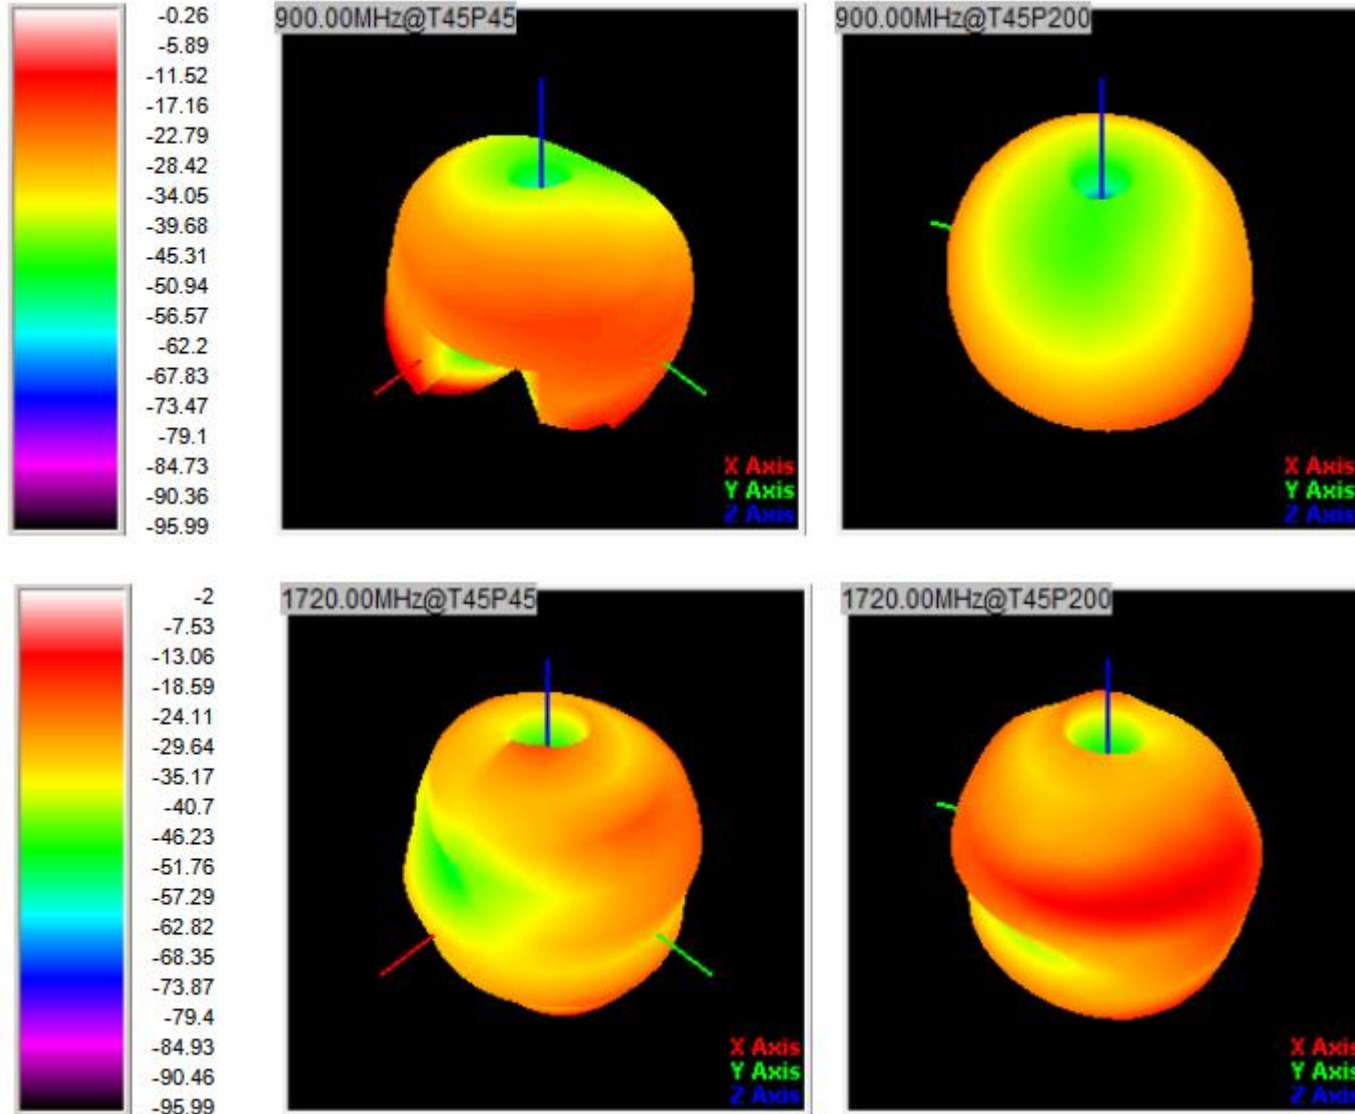 -0.26
-5.89
-11.52
-17.16
-22.79
-28.42
-34.05
-39.68
-45.31
-50.94
-56.57
-62.2
-67.83
-73.47
-79.1
-84.73
-90.36
-95.99
900.00MHz@T45P45
X Axis
Y Axis
Z Axis
900.00MHz@T45P200
X Axis
Y Axis
Z Axis
-2
-7.53
-13.06
-18.59
-24.11
-29.64
-35.17
-40.7
-46.23
-51.76
-57.29
-62.82
-68.35
-73.87
-79.4
-84.93
-90.46
-95.99
1720.00MHz@T45P45
X Axis
Y Axis
Z Axis
1720.00MHz@T45P200
X Axis
Y Axis
Z Axis